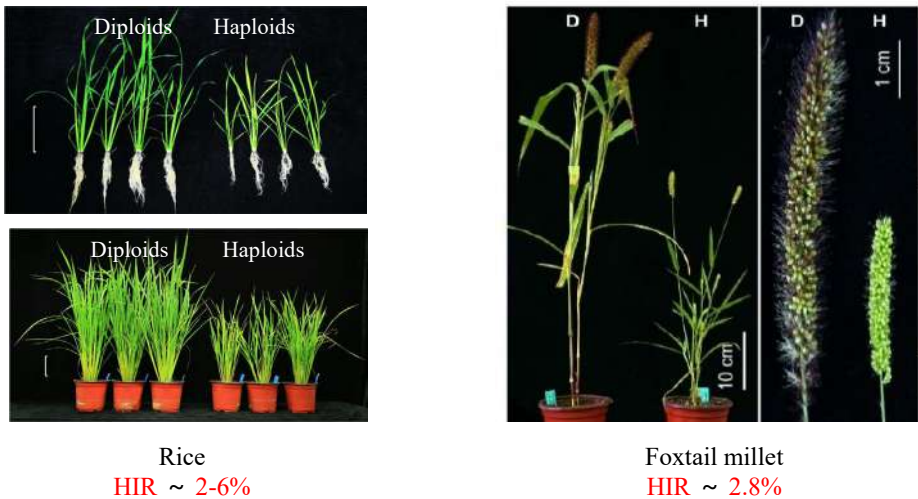 Diploids Haploids
Diploids Haploids
Rice
HIR ~ 2-6%
D H D H
1 cm
10 cm
Foxtail millet
HIR ~ 2.8%